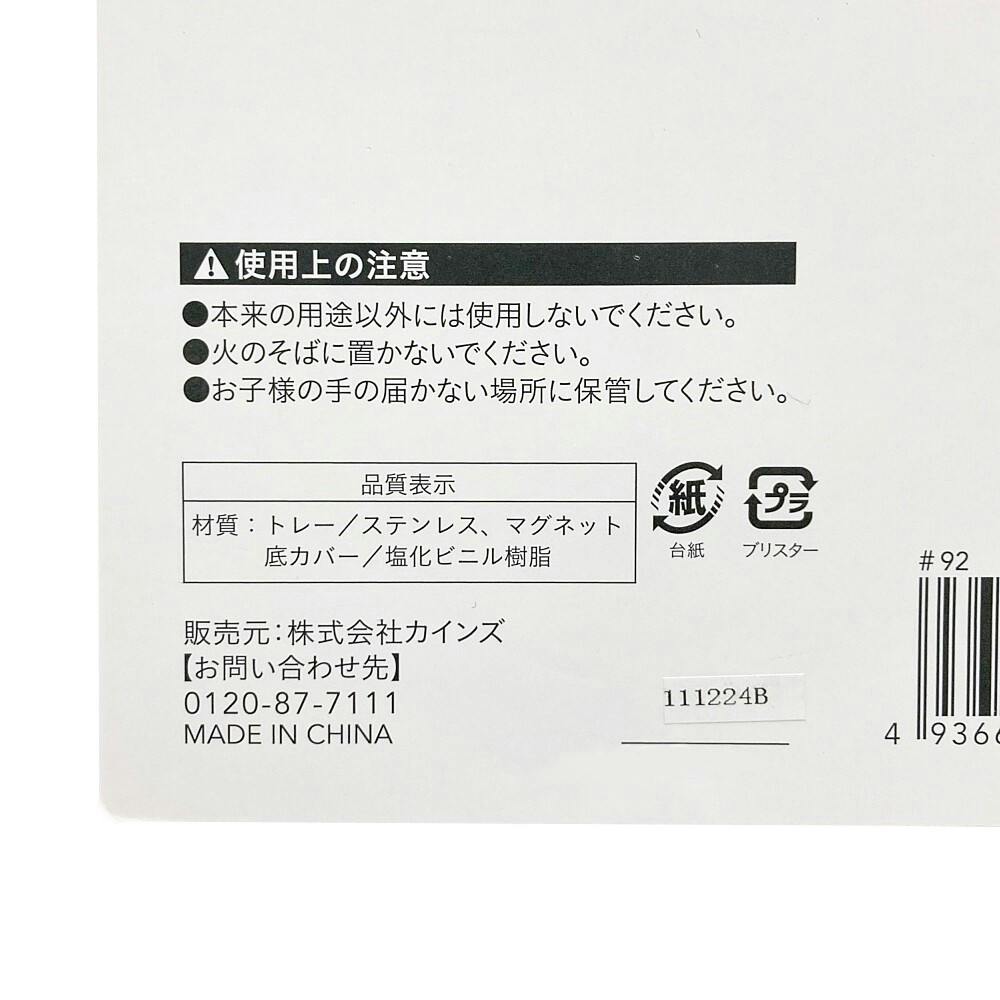 ⚠使用上の注意
●本来の用途以外には使用しないでください。
●火のそばに置かないでください。
●お子様の手の届かない場所に保管してください。
品質表示
材質：トレー／ステンレス、マグネット
底カバー／塩化ビニル樹脂
紙
台紙
プラ
ブリスター
販売元：株式会社カインズ
【お問い合わせ先】
0120-87-7111
MADE IN CHINA
111224B
#92
4 936